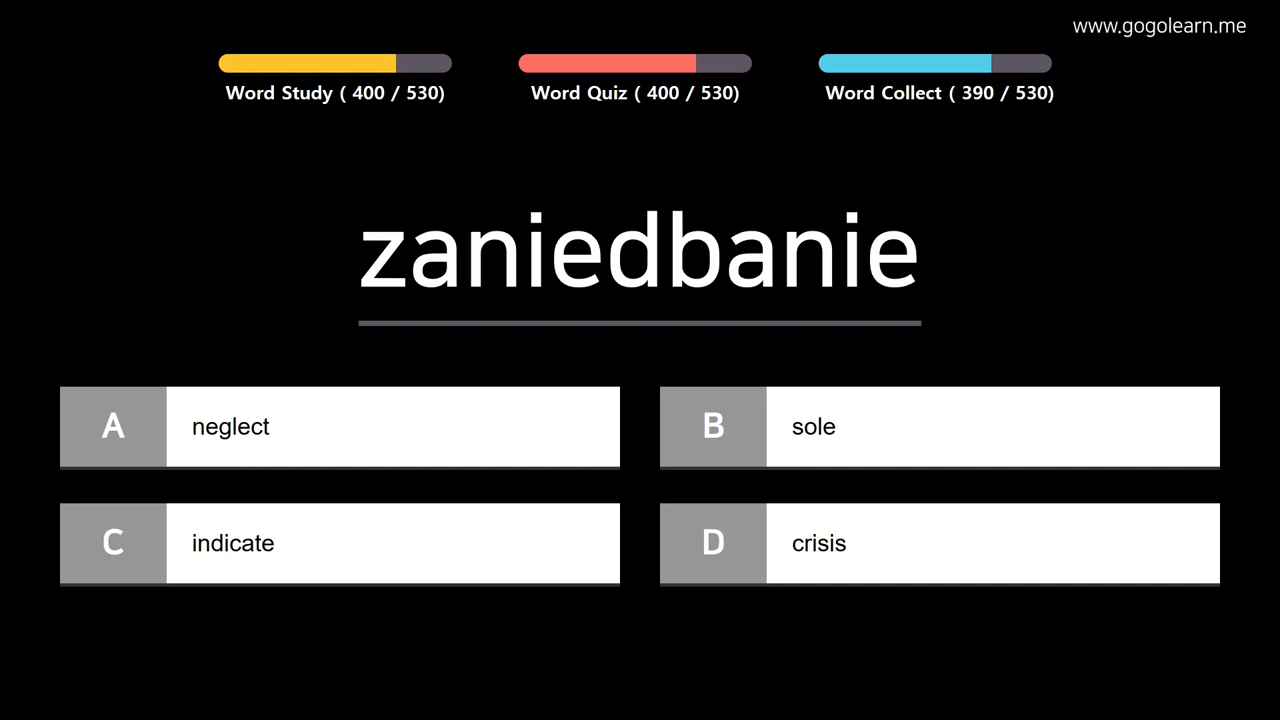 www.gogolearn.me
Word Study ( 400 / 530)
Word Quiz ( 400 / 530)
Word Collect ( 390 / 530)
zaniedbanie
A neglect
B sole
C indicate
D crisis